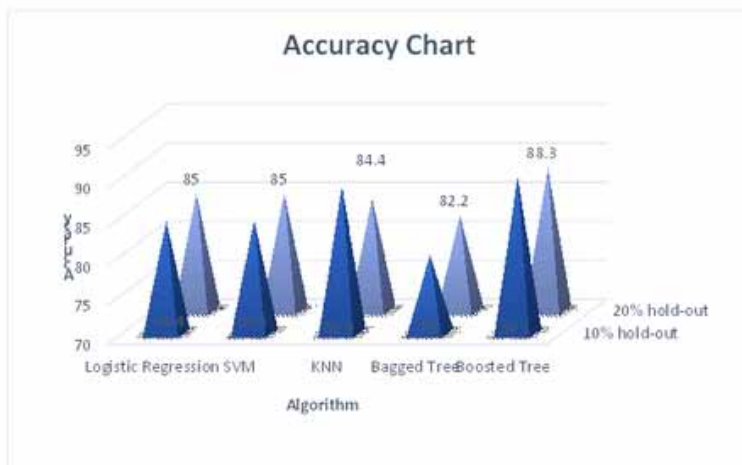 Accuracy Chart
95
90
85
80
75
70
85
85
84.4
82.2
88.3
20% hold-out
10% hold-out
Logistic Regression SVM KNN Bagged Tree Boosted Tree
Algorithm